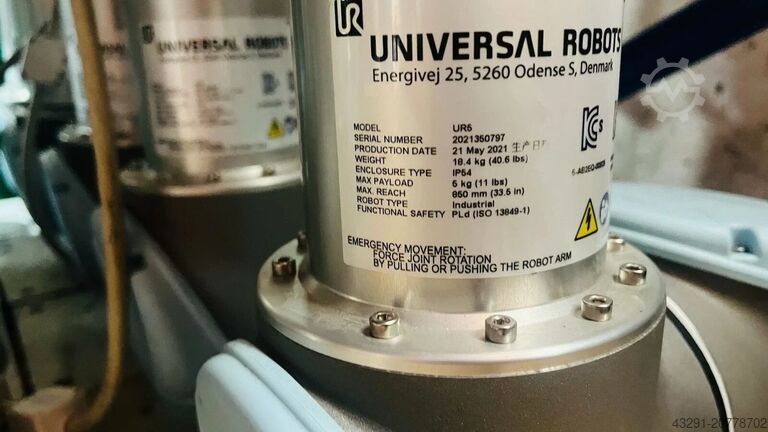 UR
UNIVERSAL ROBOTS
Energivej 25, 5260 Odense S, Denmark
MODEL UR5
SERIAL NUMBER 2021350797
PRODUCTION DATE 21 May 2021 生产日
WEIGHT 18.4 kg (40.6 lbs)
ENCLOSURE TYPE IP54
MAX PAYLOAD 5 kg (11 lbs)
MAX. REACH 850 mm (33.5 in)
ROBOT TYPE Industrial
FUNCTIONAL SAFETY PLd (ISO 13849-1)
EMERGENCY MOVEMENT:
FORCE JOINT ROTATION
BY PULLING OR PUSHING THE ROBOT ARM
UNIVERSAL ROBOTS
43291-20778702